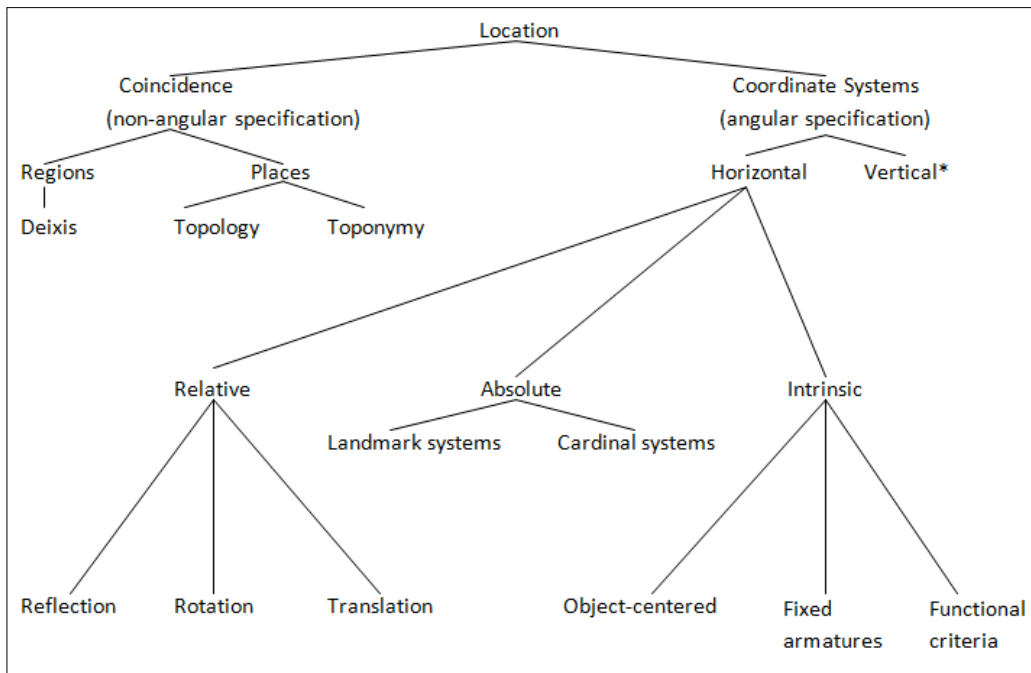 Location
Coincidence
(non-angular specification)
Coordinate Systems
(angular specification)
Regions
Places
Horizontal
Vertical*
Deixis
Topology
Toponymy
Relative
Absolute
Intrinsic
Landmark systems
Cardinal systems
Reflection
Rotation
Translation
Object-centered
Fixed
armatures
Functional
criteria